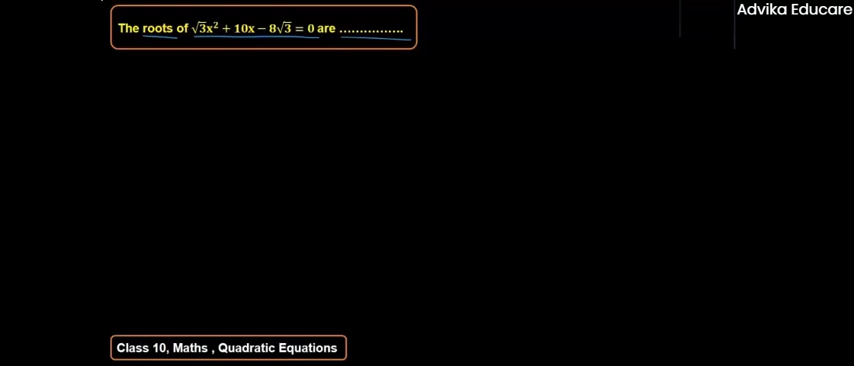 Advika Educare
The roots of √3x² + 10x − 8√3 = 0 are ................
Class 10, Maths , Quadratic Equations